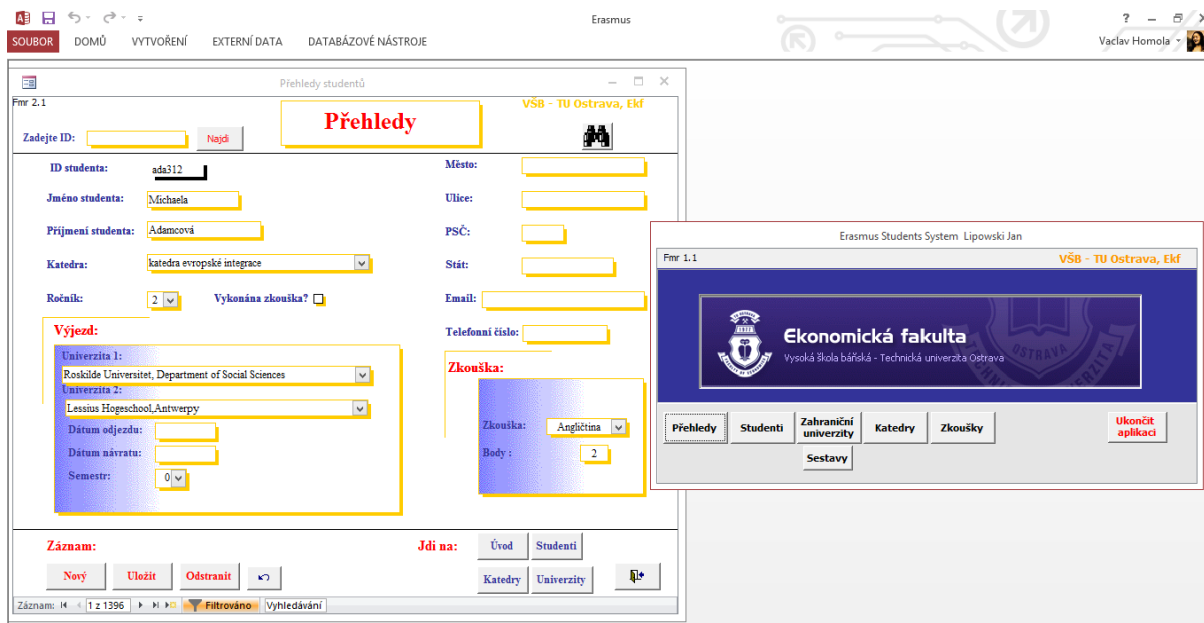 Erasmus
SOUBOR DOMŮ VYTVOŘENÍ EXTERNÍ DATA DATABÁZOVÉ NÁSTROJE
Vaclav Homola
Přehledy studentů
Fmr 2.1
VŠB - TU Ostrava, Ekf
Přehledy
Zadejte ID:
Najdi
ID studenta: ada312
Město:
Jméno studenta: Michaela
Ulice:
Příjmení studenta: Adamcová
PSČ:
Katedra: katedra evropské integrace
Stát:
Ročník: 2 Vykonána zkouška?
Email:
Telefonní číslo:
Výjezd:
Univerzita 1:
Roskilde Universitet, Department of Social Sciences
Univerzita 2:
Lessius Hogeschool,Antwerpy
Dátum odjezdu:
Dátum návratu:
Semestr: 0
Zkouška:
Zkouška: Angličtina
Body : 2
Záznam:
Nový Uložit Odstranit
Jdi na: Úvod Studenti
Katedry Univerzity
Záznam: 1 z 1396 Filtrováno Vyhledávání
Erasmus Students System Lipowski Jan
Fmr 1.1
VŠB - TU Ostrava, Ekf
Ekonomická fakulta
Vysoká škola báňská - Technická univerzita Ostrava
Přehledy Studenti Zahraniční univerzity Katedry Zkoušky
Sestavy
Ukončit
aplikaci